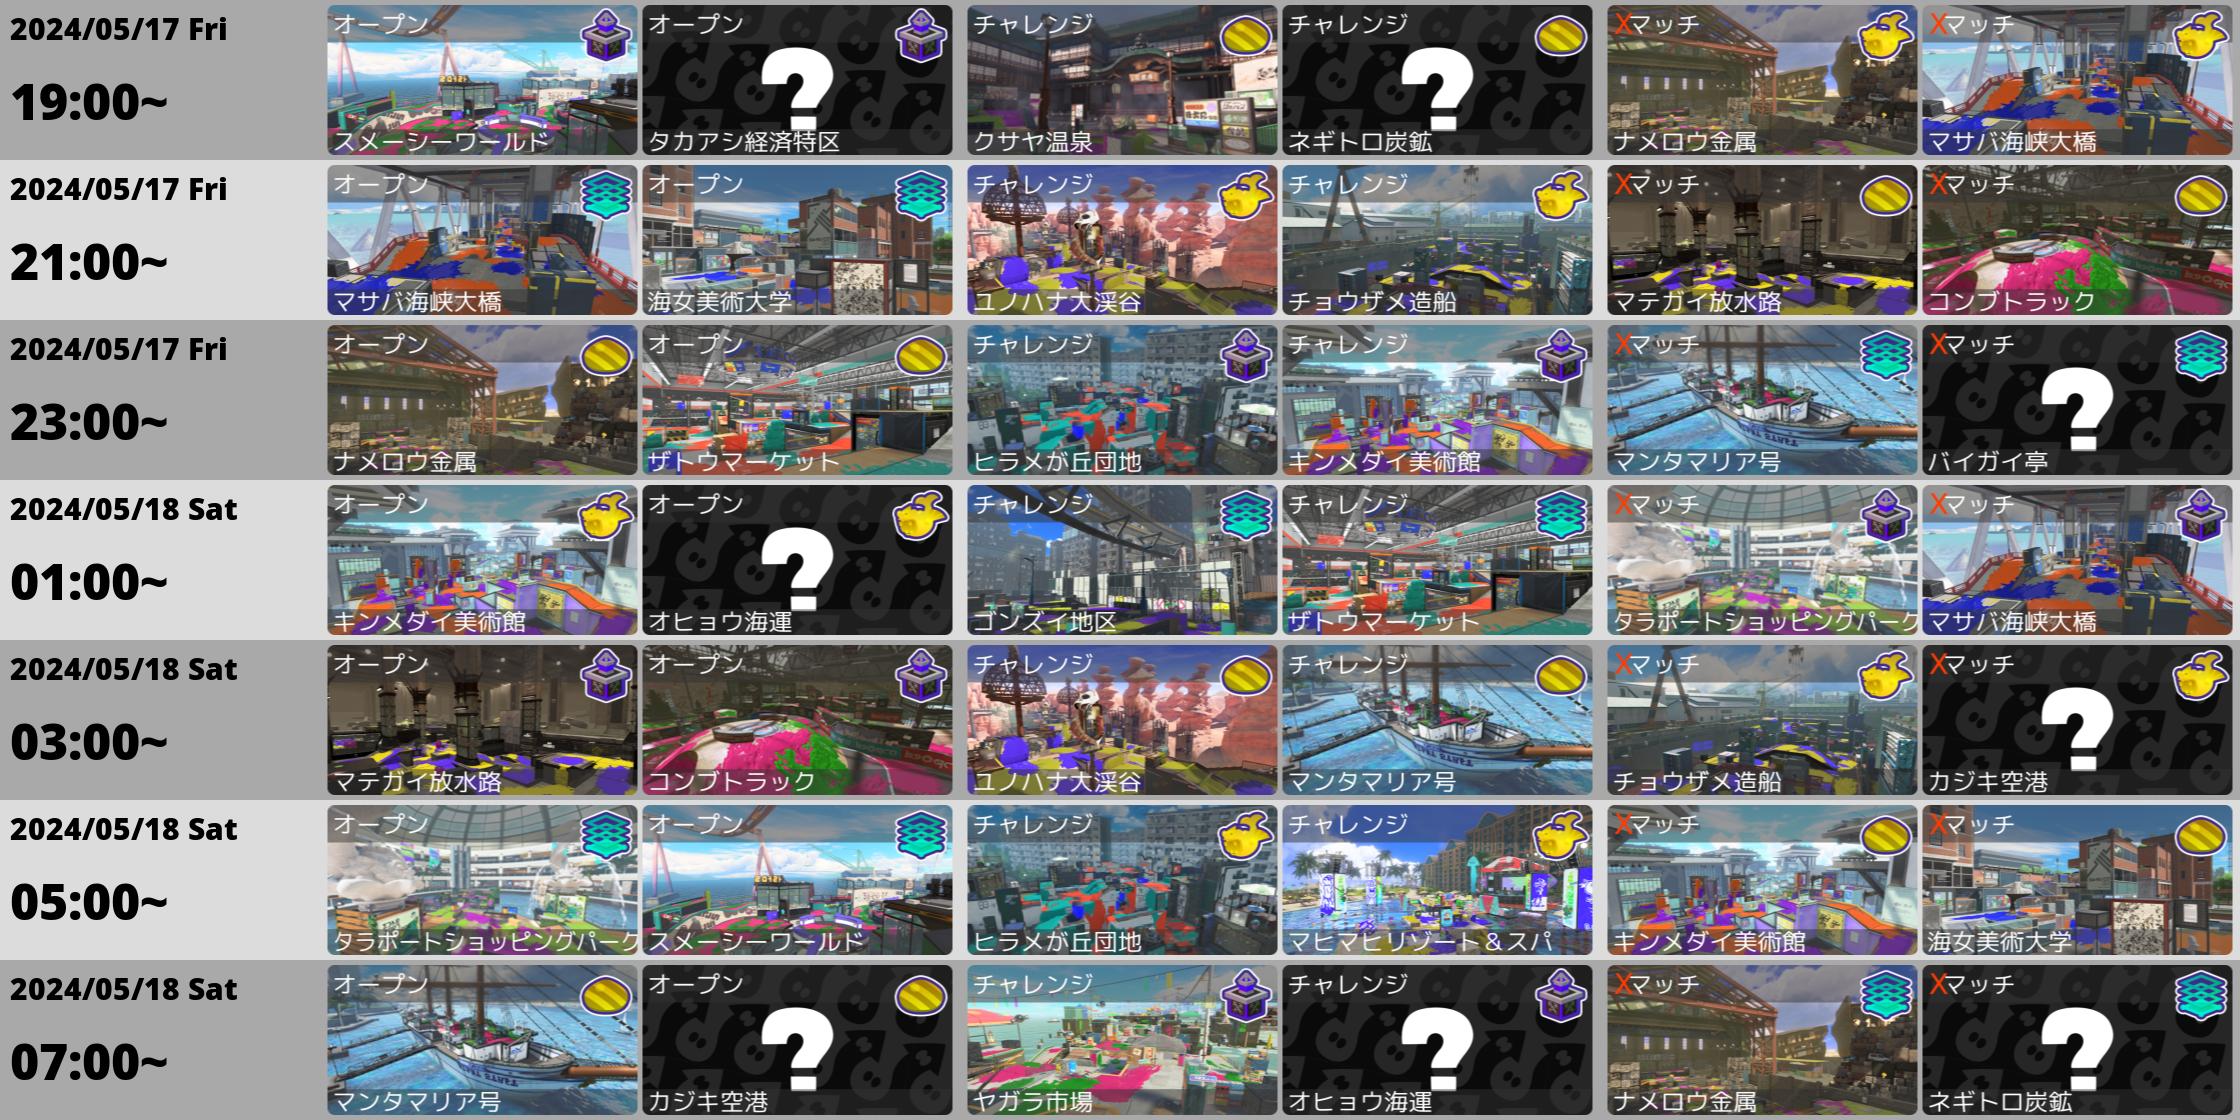 2024/05/17 Fri
19:00~
オープン
スメーシーワールド
オープン
タカアシ経済特区
チャレンジ
クサヤ温泉
チャレンジ
ネギトロ炭鉱
Xマッチ
ナメロウ金属
Xマッチ
マサバ海峡大橋
2024/05/17 Fri
21:00~
オープン
マサバ海峡大橋
オープン
海女美術大学
チャレンジ
ユノハナ大渓谷
チャレンジ
チョウザメ造船
Xマッチ
マテガイ放水路
Xマッチ
コンブトラック
2024/05/17 Fri
23:00~
オープン
ナメロウ金属
オープン
ザトウマーケット
チャレンジ
ヒラメが丘団地
チャレンジ
キンメダイ美術館
Xマッチ
マンタマリア号
Xマッチ
バイガイ亭
2024/05/18 Sat
01:00~
オープン
キンメダイ美術館
オープン
オヒョウ海運
チャレンジ
ゴンズイ地区
チャレンジ
ザトウマーケット
Xマッチ
タラポートショッピングパーク
Xマッチ
マサバ海峡大橋
2024/05/18 Sat
03:00~
オープン
マテガイ放水路
オープン
コンブトラック
チャレンジ
ユノハナ大渓谷
チャレンジ
マンタマリア号
Xマッチ
チョウザメ造船
Xマッチ
カジキ空港
2024/05/18 Sat
05:00~
オープン
タラポートショッピングパーク
オープン
スメーシーワールド
チャレンジ
ヒラメが丘団地
チャレンジ
マヒマヒリゾート＆スパ
Xマッチ
キンメダイ美術館
Xマッチ
海女美術大学
2024/05/18 Sat
07:00~
オープン
マンタマリア号
オープン
カジキ空港
チャレンジ
ヤガラ市場
チャレンジ
オヒョウ海運
Xマッチ
ナメロウ金属
Xマッチ
ネギトロ炭鉱